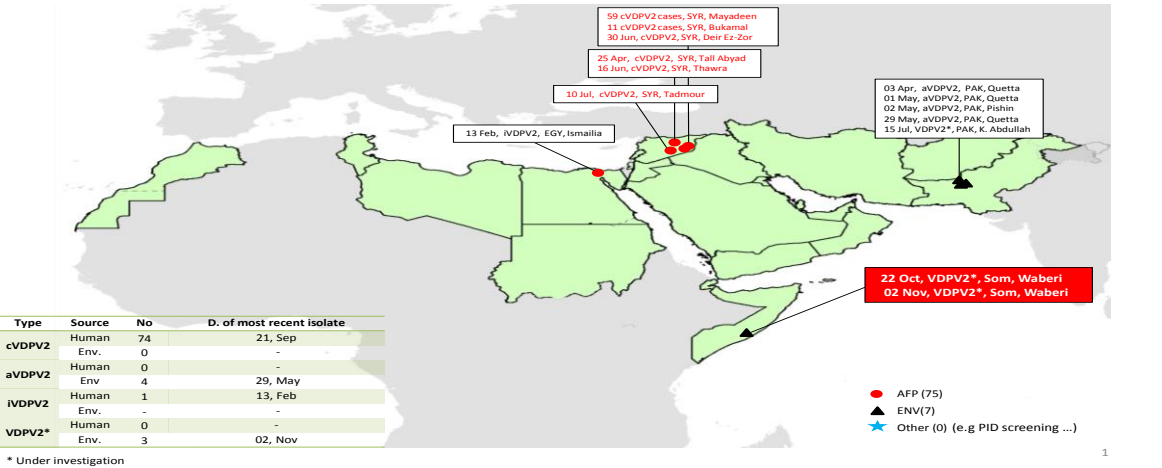 59 cVDPV2 cases, SYR, Mayadeen
11 cVDPV2 cases, SYR, Bukamal
30 Jun, cVDPV2, SYR, Deir Ez-Zor
25 Apr, cVDPV2, SYR, Tall Abyad
16 Jun, cVDPV2, SYR, Thawra
10 Jul, cVDPV2, SYR, Tadmour
13 Feb, iVDPV2, EGY, Ismailia
03 Apr, aVDPV2, PAK, Quetta
01 May, aVDPV2, PAK, Quetta
02 May, aVDPV2, PAK, Pishin
29 May, aVDPV2, PAK, Quetta
15 Jul, VDPV2*, PAK, K. Abdullah
22 Oct, VDPV2*, Som, Waberi
02 Nov, VDPV2*, Som, Waberi
Type Source No D. of most recent isolate
cVDPV2 Human 74 21, Sep
Env. 0 -
aVDPV2 Human 0 -
Env 4 29, May
iVDPV2 Human 1 13, Feb
Env. - -
VDPV2* Human 0 -
Env. 3 02, Nov
* Under investigation
AFP (75)
ENV(7)
Other (0) (e.g PID screening ...)
1